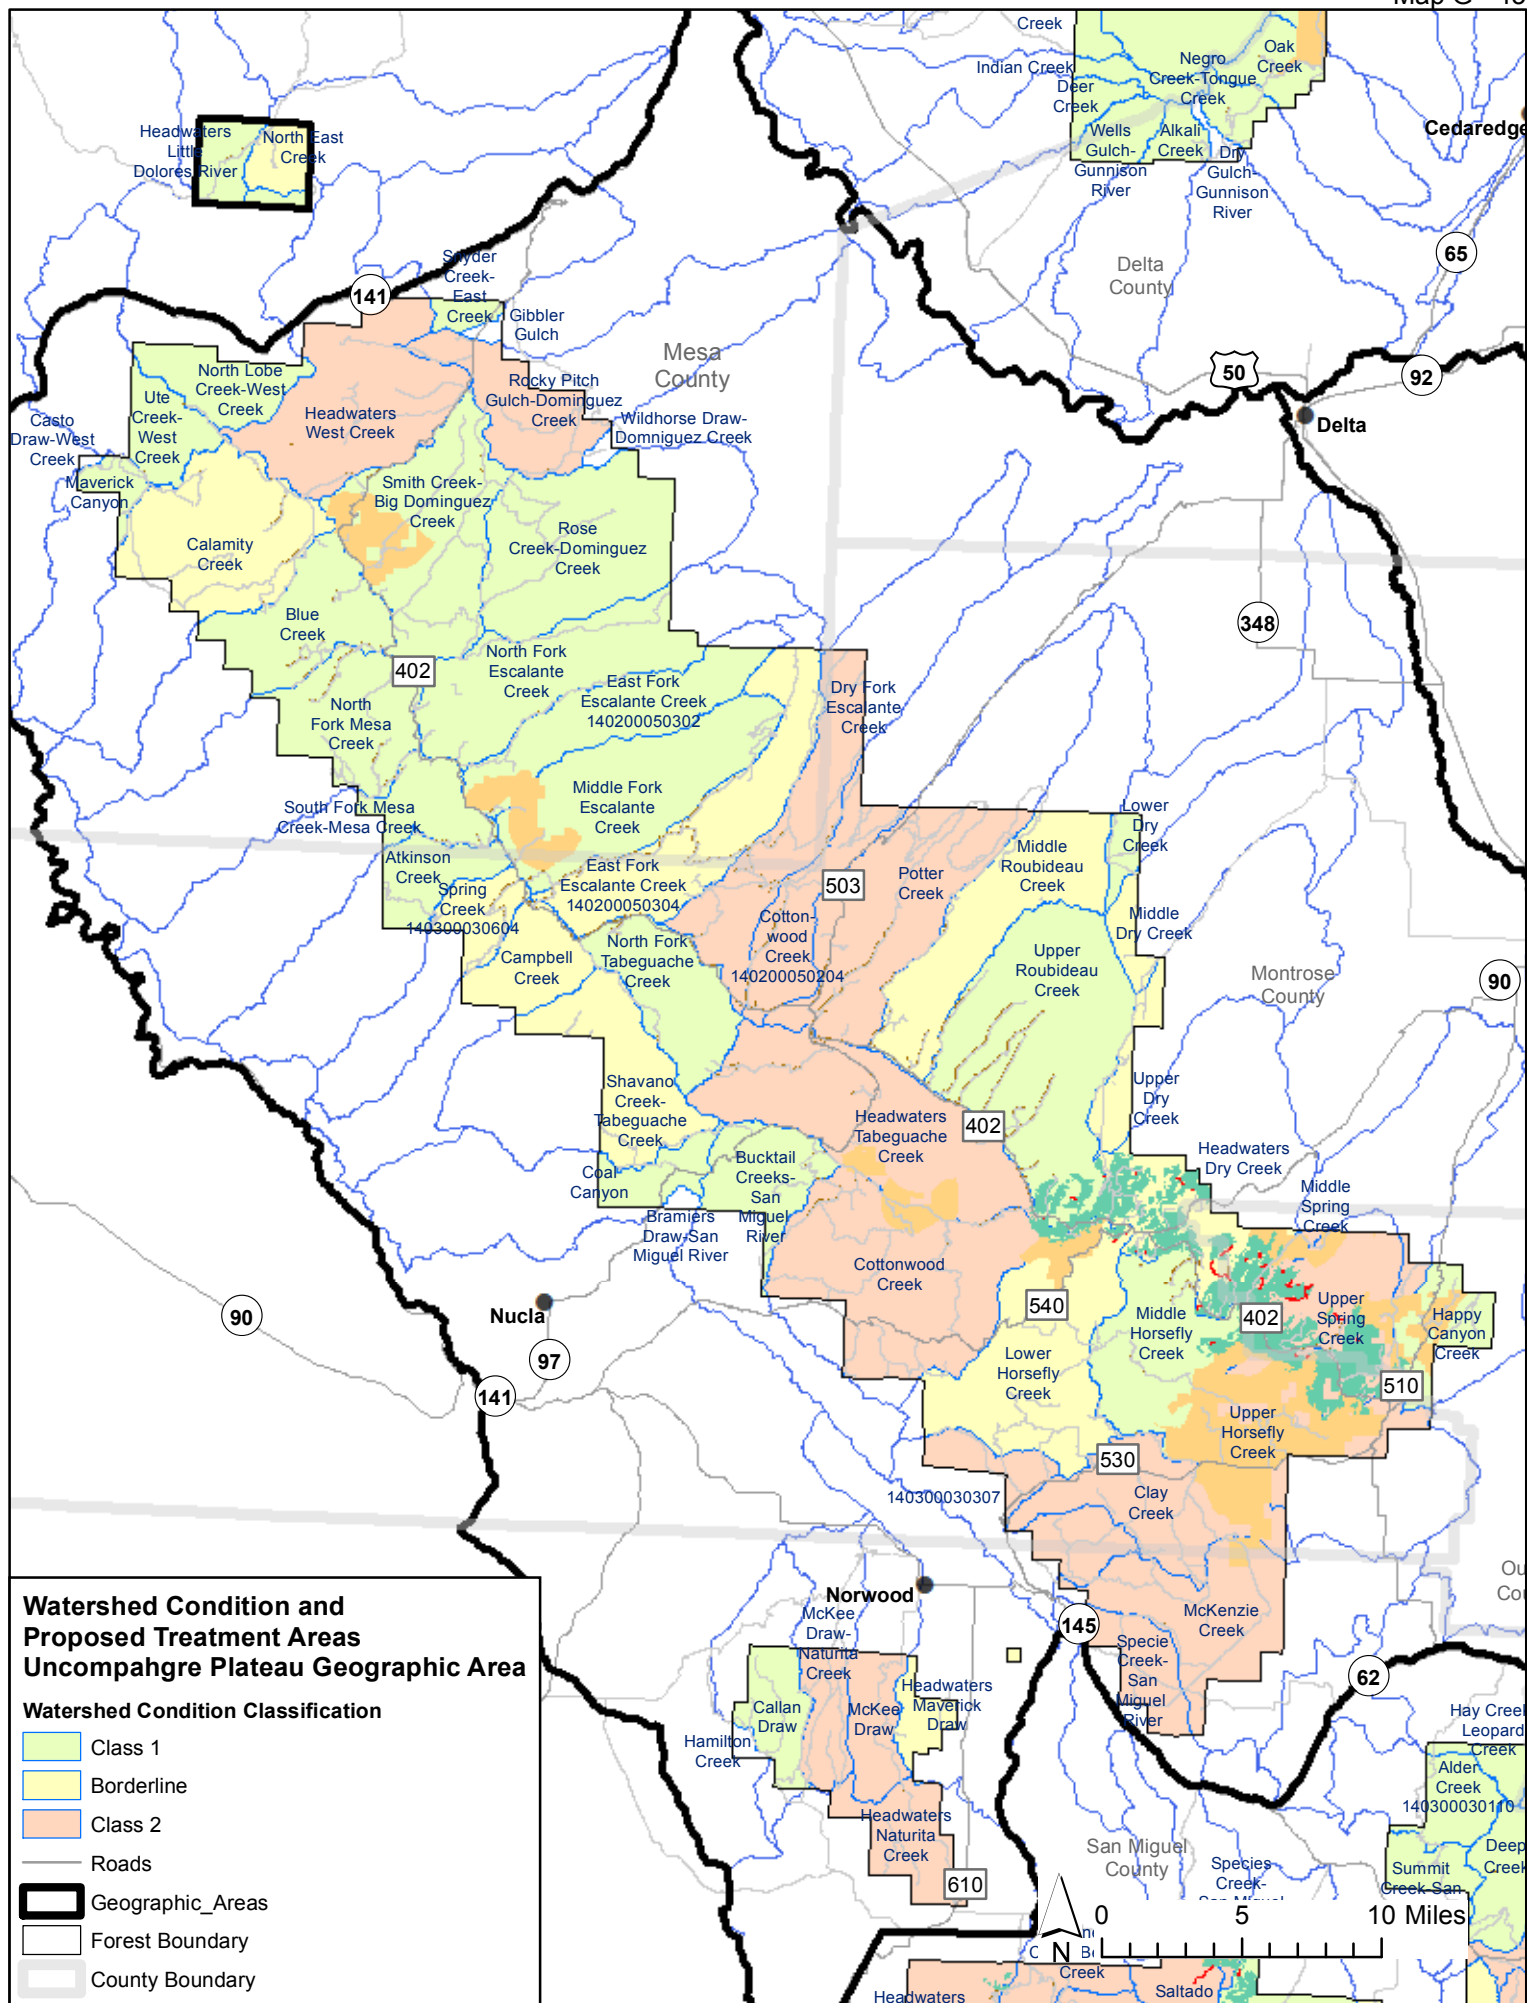 Creek
Indian Creek
Deer
Creek
Negro
Creek-Tongue
Creek
Oak
Creek
Wells
Gulch-
Gunnison
River
Alkali
Creek
Dry
Gulch-
Gunnison
River
Cedaredge
65
Delta
County
Headwaters
Little
Dolores River
North East
Creek
141
Snyder
Creek-
East
Creek
Gibbler
Gulch
Mesa
County
50
92
Delta
North Lobe
Creek-West
Creek
Ute
Creek-
West
Creek
Casto
Draw-West
Creek
Maverick
Canyon
Headwaters
West Creek
Rocky Pitch
Gulch-Dominguez
Creek
Wildhorse Draw-
Domniguez Creek
Smith Creek-
Big Dominguez
Creek
Rose
Creek-Dominguez
Creek
Calamity
Creek
Blue
Creek
402
North Fork
Escalante
Creek
East Fork
Escalante Creek
140200050302
Dry Fork
Escalante
Creek
348
North
Fork Mesa
Creek
South Fork Mesa
Creek-Mesa Creek
Middle Fork
Escalante
Creek
Lower
Dry
Creek
Atkinson
Creek
Spring
Creek
140300030604
East Fork
Escalante Creek
140200050304
503
Potter
Creek
Middle
Roubideau
Creek
Cotton-
wood
Creek
140200050204
Middle
Dry Creek
Campbell
Creek
North Fork
Tabeguache
Creek
Upper
Roubideau
Creek
Montrose
County
90
Shavano
Creek-
Tabeguache
Creek
Upper
Dry
Creek
Headwaters
Tabeguache
Creek
402
Headwaters
Dry Creek
Coal
Canyon
Bucktail
Creeks-
San
Miguel
River
Bramiers
Draw-San
Miguel River
Middle
Spring
Creek
Cottonwood
Creek
90
Nucla
97
141
540
Middle
Horsefly
Creek
402
Upper
Spring
Creek
Happy
Canyon
Creek
510
Lower
Horsefly
Creek
Upper
Horsefly
Creek
530
Clay
Creek
140300030307
Norwood
145
McKenzie
Creek
Specie
Creek-
San
Miguel
River
62
McKee
Draw-
Naturita
Creek
Callan
Draw
McKee
Draw
Headwaters
Maverick
Draw
Hamilton
Creek
Headwaters
Naturita
Creek
610
San Miguel
County
Species
Creek-
Alder
Creek
140300030110
Leopard
Creek
Deep
Creek
Summit
Creek-San
Creek
Headwaters
Saltado
Watershed Condition and
Proposed Treatment Areas
Uncompahgre Plateau Geographic Area
Watershed Condition Classification
Class 1
Borderline
Class 2
Roads
Geographic_Areas
Forest Boundary
County Boundary
N
0 5 10 Miles